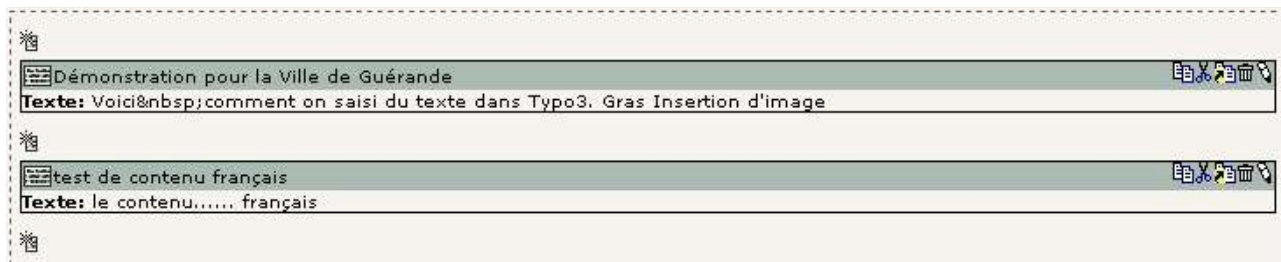 Démonstration pour la Ville de Guérande
Texte: Voici&nbsp;comment on saisi du texte dans Typo3. Gras Insertion d'image
test de contenu français
Texte: le contenu...... français